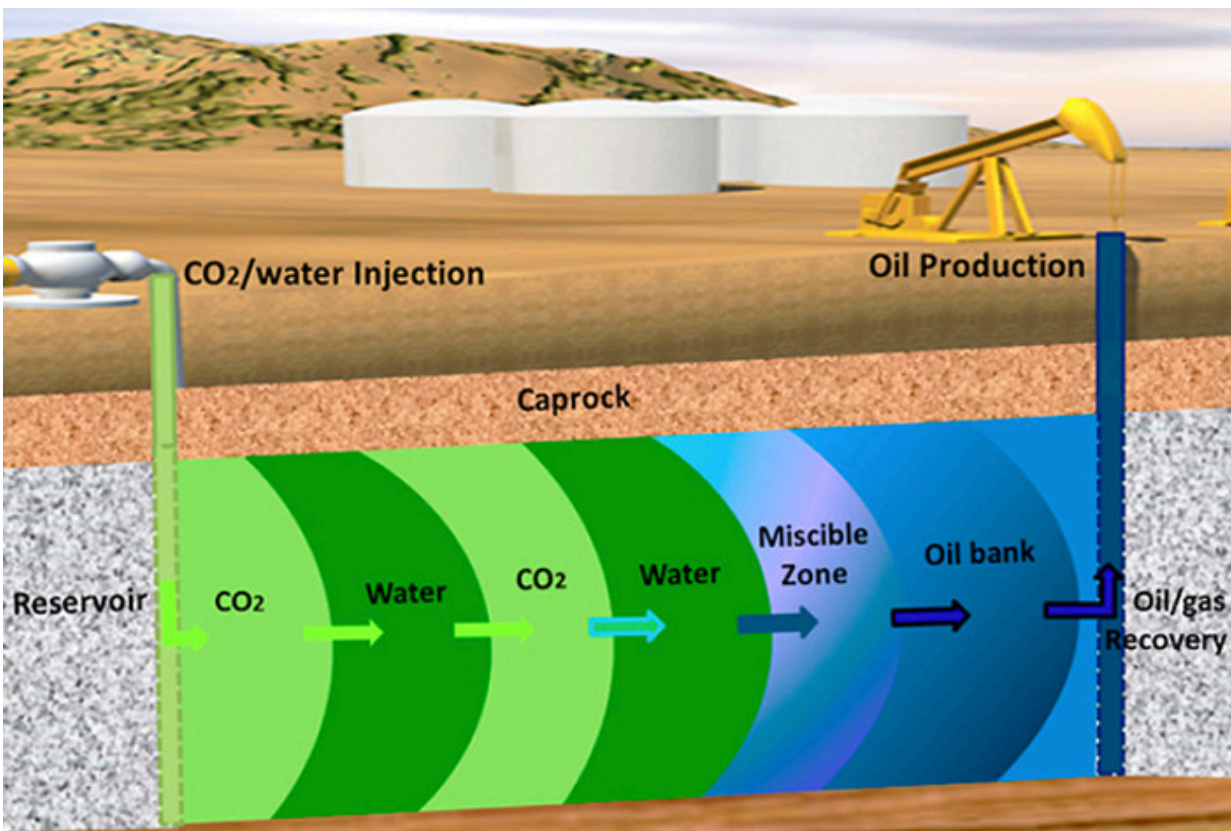 CO2/water Injection
Oil Production
Caprock
Reservoir
CO2
Water
CO2
Water
Miscible
Zone
Oil bank
Oil/gas
Recovery